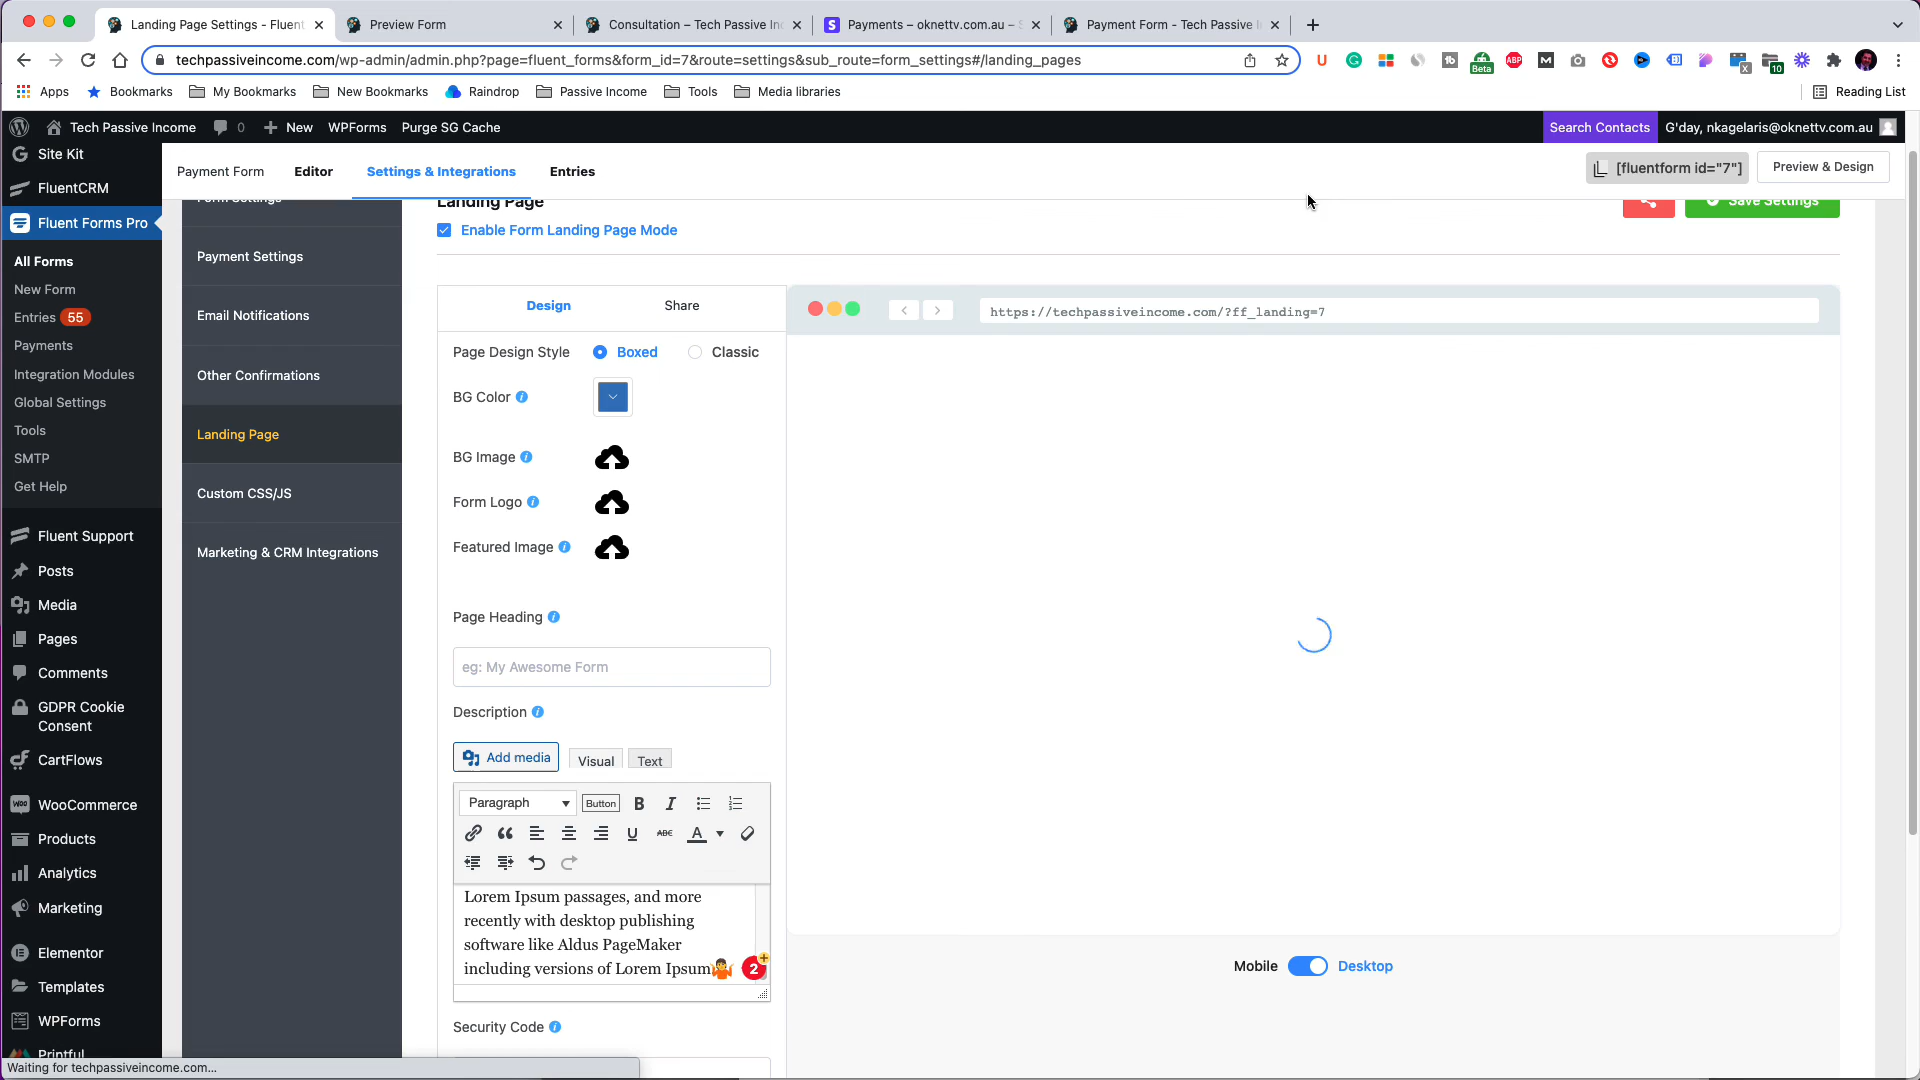 Landing Page Settings - Fluent
Preview Form
Consultation – Tech Passive In
Payments – oknettv.com.au – S
Payment Form - Tech Passive I
techpassiveincome.com/wp-admin/admin.php?page=fluent_forms&form_id=7&route=settings&sub_route=form_settings#/landing_pages
Beta
ABP
X
10
Apps
Bookmarks
My Bookmarks
New Bookmarks
Raindrop
Passive Income
Tools
Media libraries
Reading List
Tech Passive Income
0
New
WPForms
Purge SG Cache
Search Contacts
G'day, nkagelaris@oknettv.com.au
Site Kit
FluentCRM
Fluent Forms Pro
All Forms
New Form
Entries 55
Payments
Integration Modules
Global Settings
Tools
SMTP
Get Help
Fluent Support
Posts
Media
Pages
Comments
GDPR Cookie
Consent
CartFlows
WooCommerce
Products
Analytics
Marketing
Elementor
Templates
WPForms
Printful
Payment Form
Editor
Settings & Integrations
Entries
[fluentform id="7"]
Preview & Design
Form Settings
Payment Settings
Email Notifications
Other Confirmations
Landing Page
Custom CSS/JS
Marketing & CRM Integrations
Landing Page
Save Settings
Enable Form Landing Page Mode
Design
Share
https://techpassiveincome.com/?ff_landing=7
Page Design Style
Boxed
Classic
BG Color
BG Image
Form Logo
Featured Image
Page Heading
eg: My Awesome Form
Description
Add media
Visual
Text
Paragraph
Button
B
I
U
ABC
A
Lorem Ipsum passages, and more
recently with desktop publishing
software like Aldus PageMaker
including versions of Lorem Ipsum
2
Security Code
Mobile
Desktop
Waiting for techpassiveincome.com...